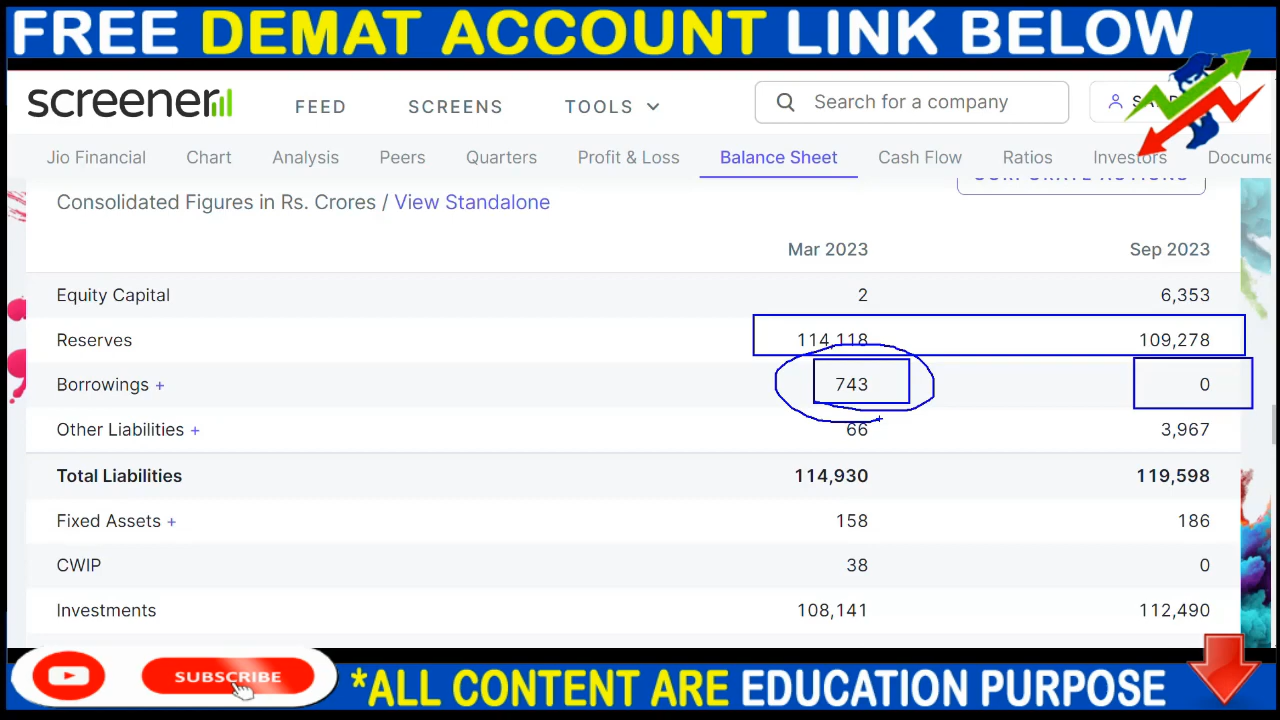 FREE DEMAT ACCOUNT LINK BELOW
screener FEED SCREENS TOOLS Search for a company
Jio Financial Chart Analysis Peers Quarters Profit & Loss Balance Sheet Cash Flow Ratios Investors
CORPORATE ACTIONS
Consolidated Figures in Rs. Crores / View Standalone
Mar 2023 Sep 2023
Equity Capital 2 6,353
Reserves 114,118 109,278
Borrowings + 743 0
Other Liabilities + 66 3,967
Total Liabilities 114,930 119,598
Fixed Assets + 158 186
CWIP 38 0
Investments 108,141 112,490
SUBSCRIBE
*ALL CONTENT ARE EDUCATION PURPOSE